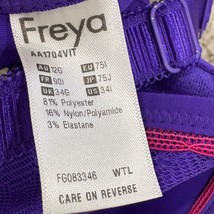 Freya
AA1704VIT
AU 12G EU 75I
FR 90I JP 75J
UK 34G US 34I
81% Polyester
16% Nylon/Polyamide
3% Elastane
FG083346 WTL
CARE ON REVERSE